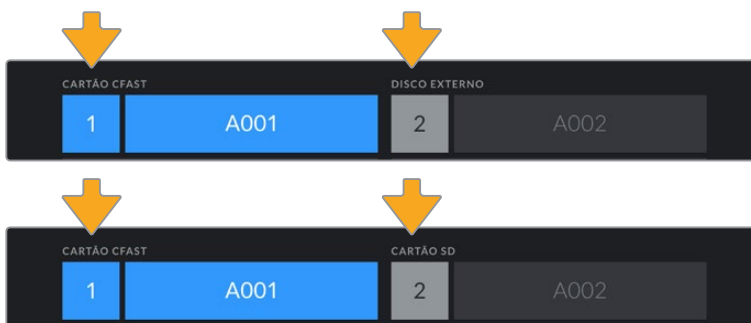 CARTÃO CFAST DISCO EXTERNO
1 A001 2 A002
CARTÃO CFAST CARTÃO SD
1 A001 2 A002